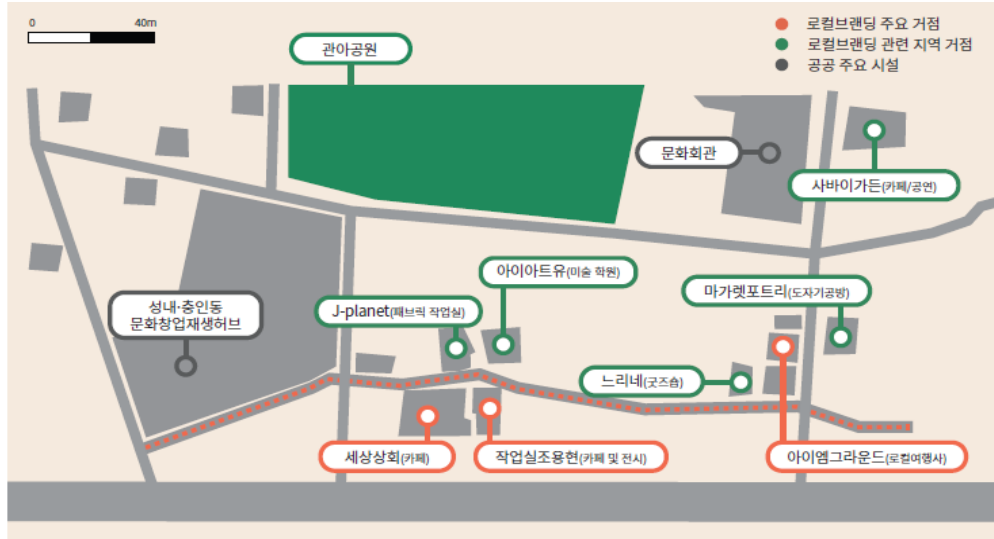 0 40m
로컬브랜딩 주요 거점
로컬브랜딩 관련 지역 거점
공공 주요 시설
관아공원
문화회관
사바이가든(카페/공연)
아이아트유(미술 학원)
마가렛포트리(도자기공방)
성내·충인동
문화창업재생허브
J-planet(패브릭 작업실)
느리네(굿즈숍)
세상상회(카페)
작업실조용현(카페 및 전시)
아이엠그라운드(로컬여행사)